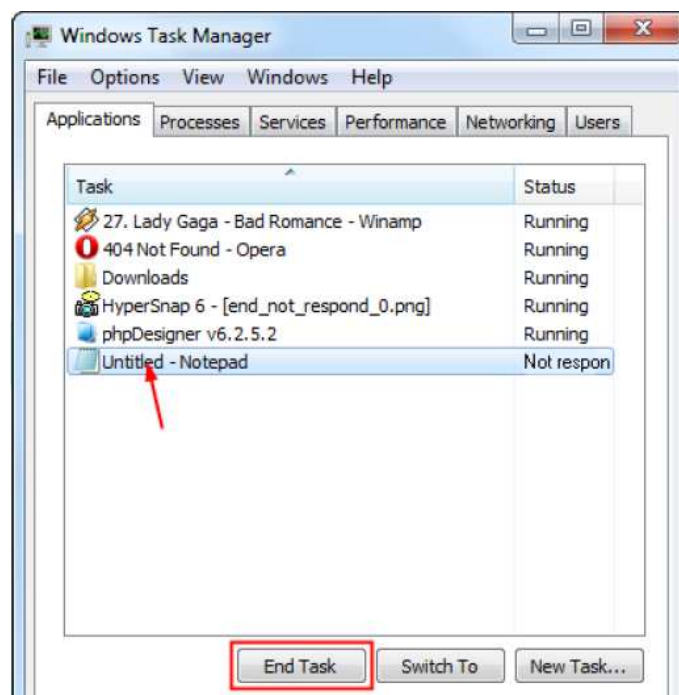 Windows Task Manager
File Options View Windows Help
Applications Processes Services Performance Networking Users
Task Status
27. Lady Gaga - Bad Romance - Winamp Running
404 Not Found - Opera Running
Downloads Running
HyperSnap 6 - [end_not_respond_0.png] Running
phpDesigner v6.2.5.2 Running
Untitled - Notepad Not respon
End Task Switch To New Task...